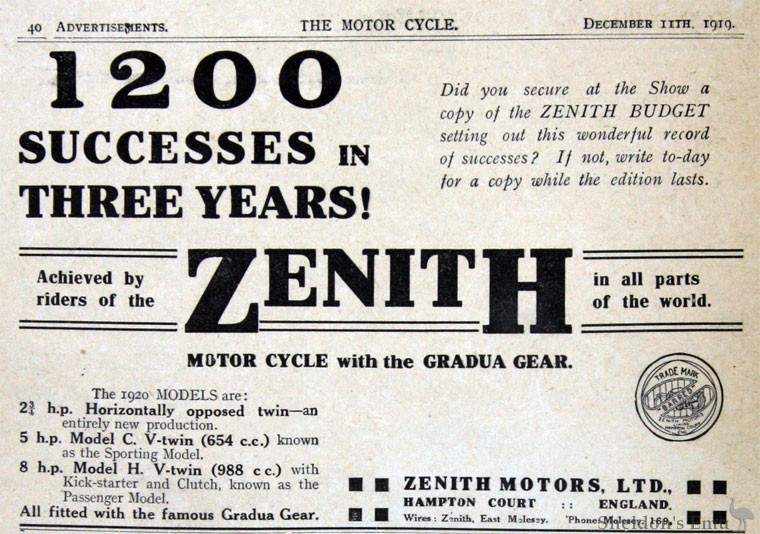 40 ADVERTISEMENTS. THE MOTOR CYCLE. DECEMBER 11TH, 1919.
1200
SUCCESSES IN
THREE YEARS!
Did you secure at the Show a
copy of the ZENITH BUDGET
setting out this wonderful record
of successes? If not, write to-day
for a copy while the edition lasts.
Achieved by
riders of the
ZENITH
in all parts
of the world.
MOTOR CYCLE with the GRADUA GEAR.
The 1920 MODELS are:
2¾ h.p. Horizontally opposed twin—an
entirely new production.
5 h.p. Model C. V-twin (654 c.c.) known
as the Sporting Model.
8 h.p. Model H. V-twin (988 c c.) with
Kick-starter and Clutch, known as the
Passenger Model.
All fitted with the famous Gradua Gear.
TRADE MARK
BARRED
ZENITH MOTORS
ZENITH MOTORS, LTD.,
HAMPTON COURT :: ENGLAND.
Wires: Zenith, East Molesey. 'Phone: Molesey 169.
Sheldon's Emu